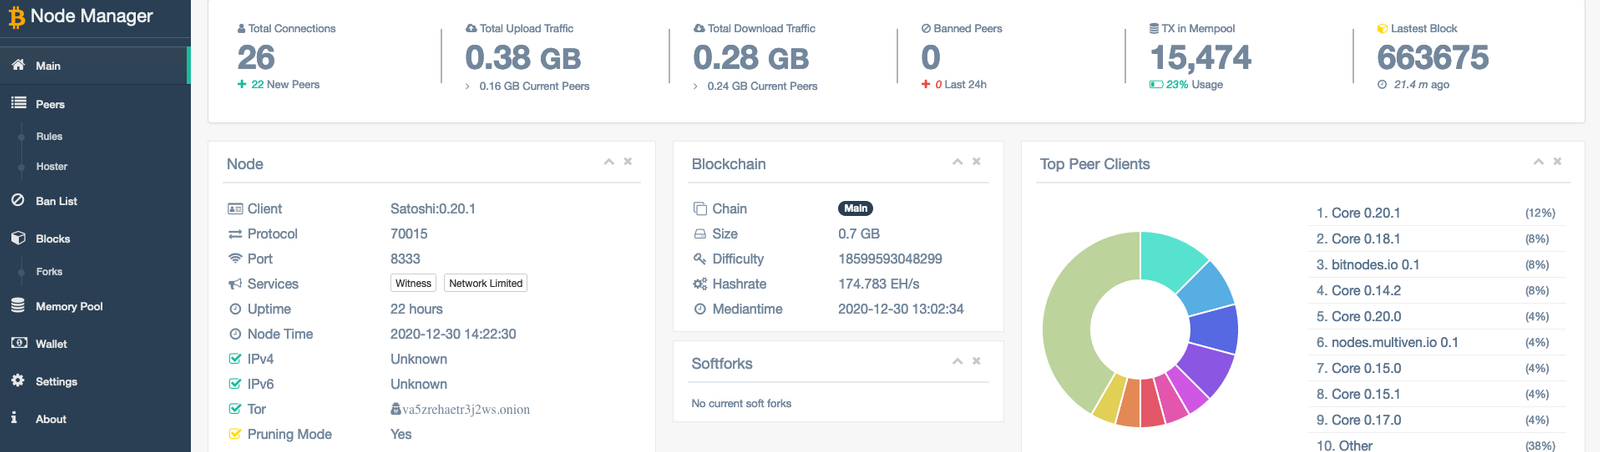 Node Manager
Main
Peers
Rules
Hoster
Ban List
Blocks
Forks
Memory Pool
Wallet
Settings
About
Total Connections
26
22 New Peers
Total Upload Traffic
0.38 GB
0.16 GB Current Peers
Total Download Traffic
0.28 GB
0.24 GB Current Peers
Banned Peers
0
0 Last 24h
TX in Mempool
15,474
23% Usage
Lastest Block
663675
21.4 m ago
Node
Client Satoshi:0.20.1
Protocol 70015
Port 8333
Services Witness Network Limited
Uptime 22 hours
Node Time 2020-12-30 14:22:30
IPv4 Unknown
IPv6 Unknown
Tor va5zrehaetr3j2ws.onion
Pruning Mode Yes
Blockchain
Chain Main
Size 0.7 GB
Difficulty 18599593048299
Hashrate 174.783 EH/s
Mediantime 2020-12-30 13:02:34
Softforks
No current soft forks
Top Peer Clients
1. Core 0.20.1 (12%)
2. Core 0.18.1 (8%)
3. bitnodes.io 0.1 (8%)
4. Core 0.14.2 (8%)
5. Core 0.20.0 (4%)
6. nodes.multiven.io 0.1 (4%)
7. Core 0.15.0 (4%)
8. Core 0.15.1 (4%)
9. Core 0.17.0 (4%)
10. Other (38%)